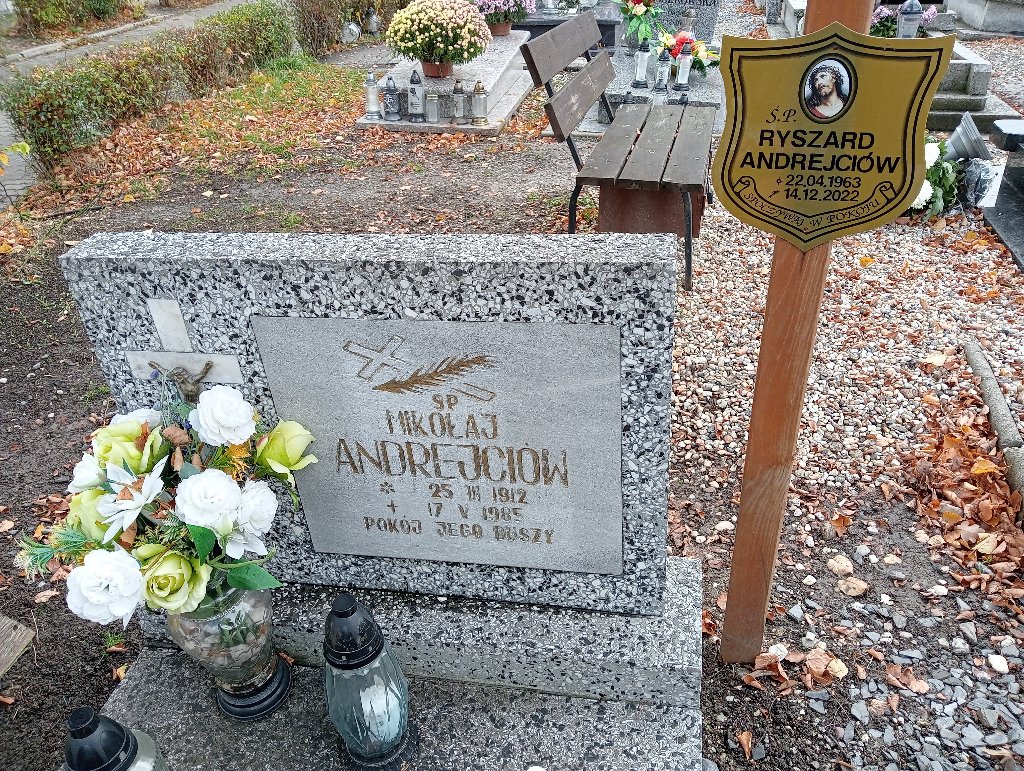 ŚP
MIKOŁAJ
ANDREJCIÓW
* 25 III 1912
+ 17 V 1985
POKÓJ JEGO DUSZY
Ś.P.
RYSZARD
ANDREJCIÓW
* 22.04.1963
+ 14.12.2022
SPOCZYWAJ W POKOJU